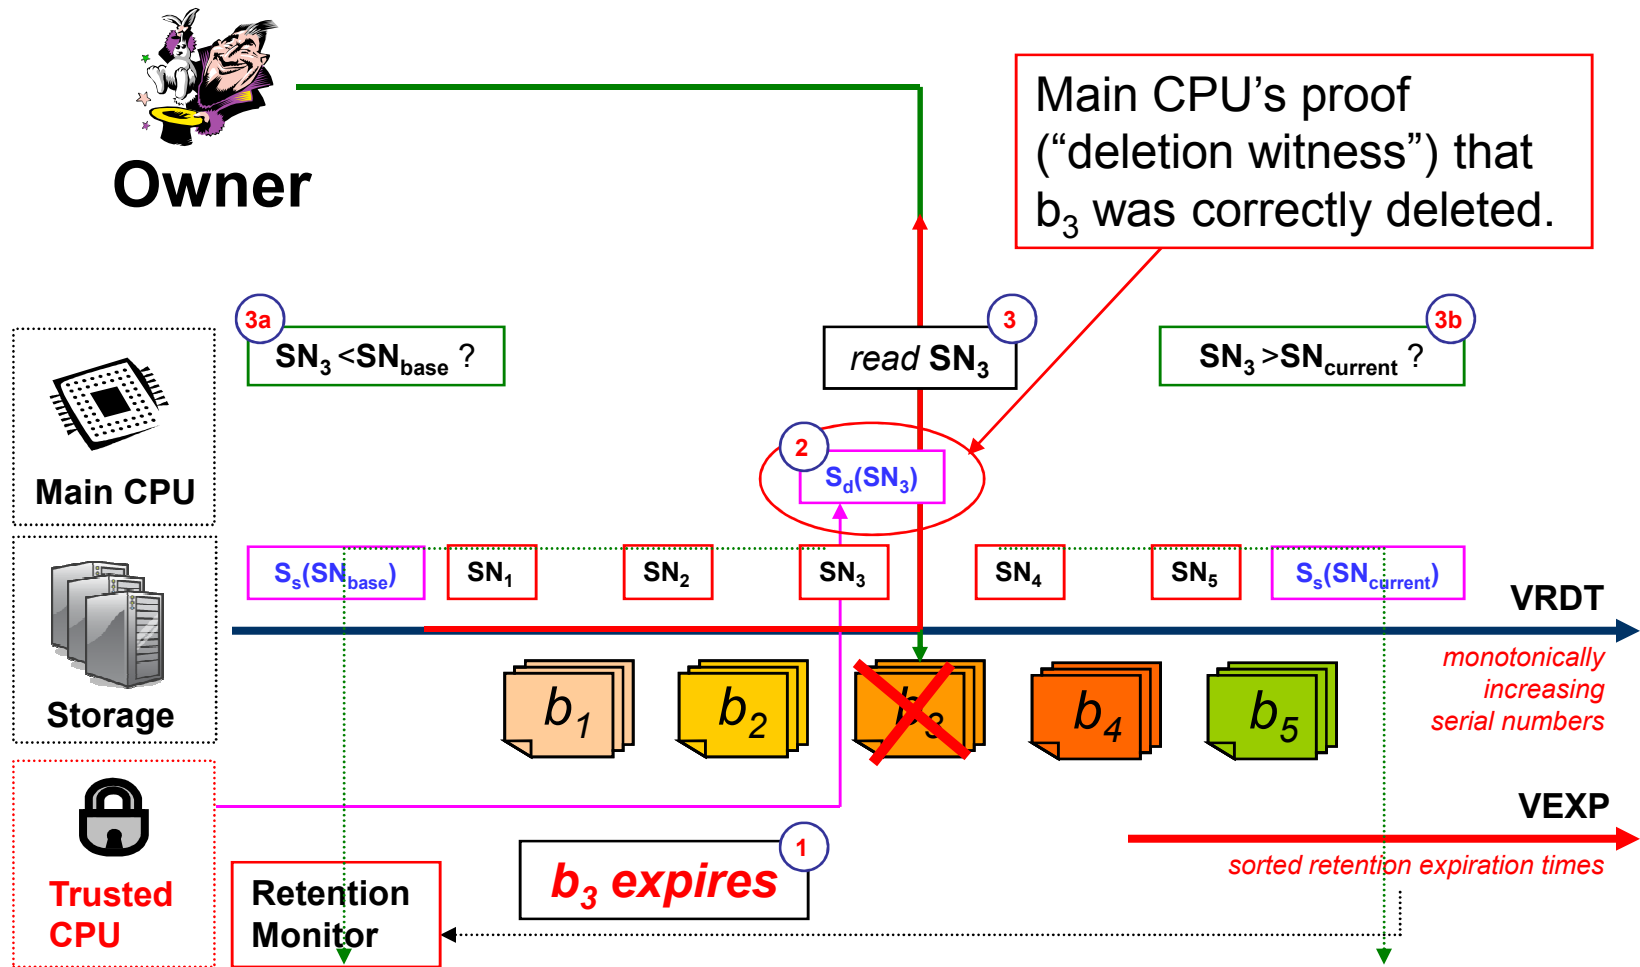 Owner
Main CPU's proof
(“deletion witness”) that
b3 was correctly deleted.
3a
SN3 <SNbase ?
3
read SN3
3b
SN3 >SNcurrent ?
Main CPU
2
Sd(SN3)
Ss(SNbase)
SN1
SN2
SN3
SN4
SN5
Ss(SNcurrent)
VRDT
monotonically
increasing
serial numbers
Storage
b1
b2
b3
b4
b5
VEXP
sorted retention expiration times
1
b3 expires
Trusted
CPU
Retention
Monitor